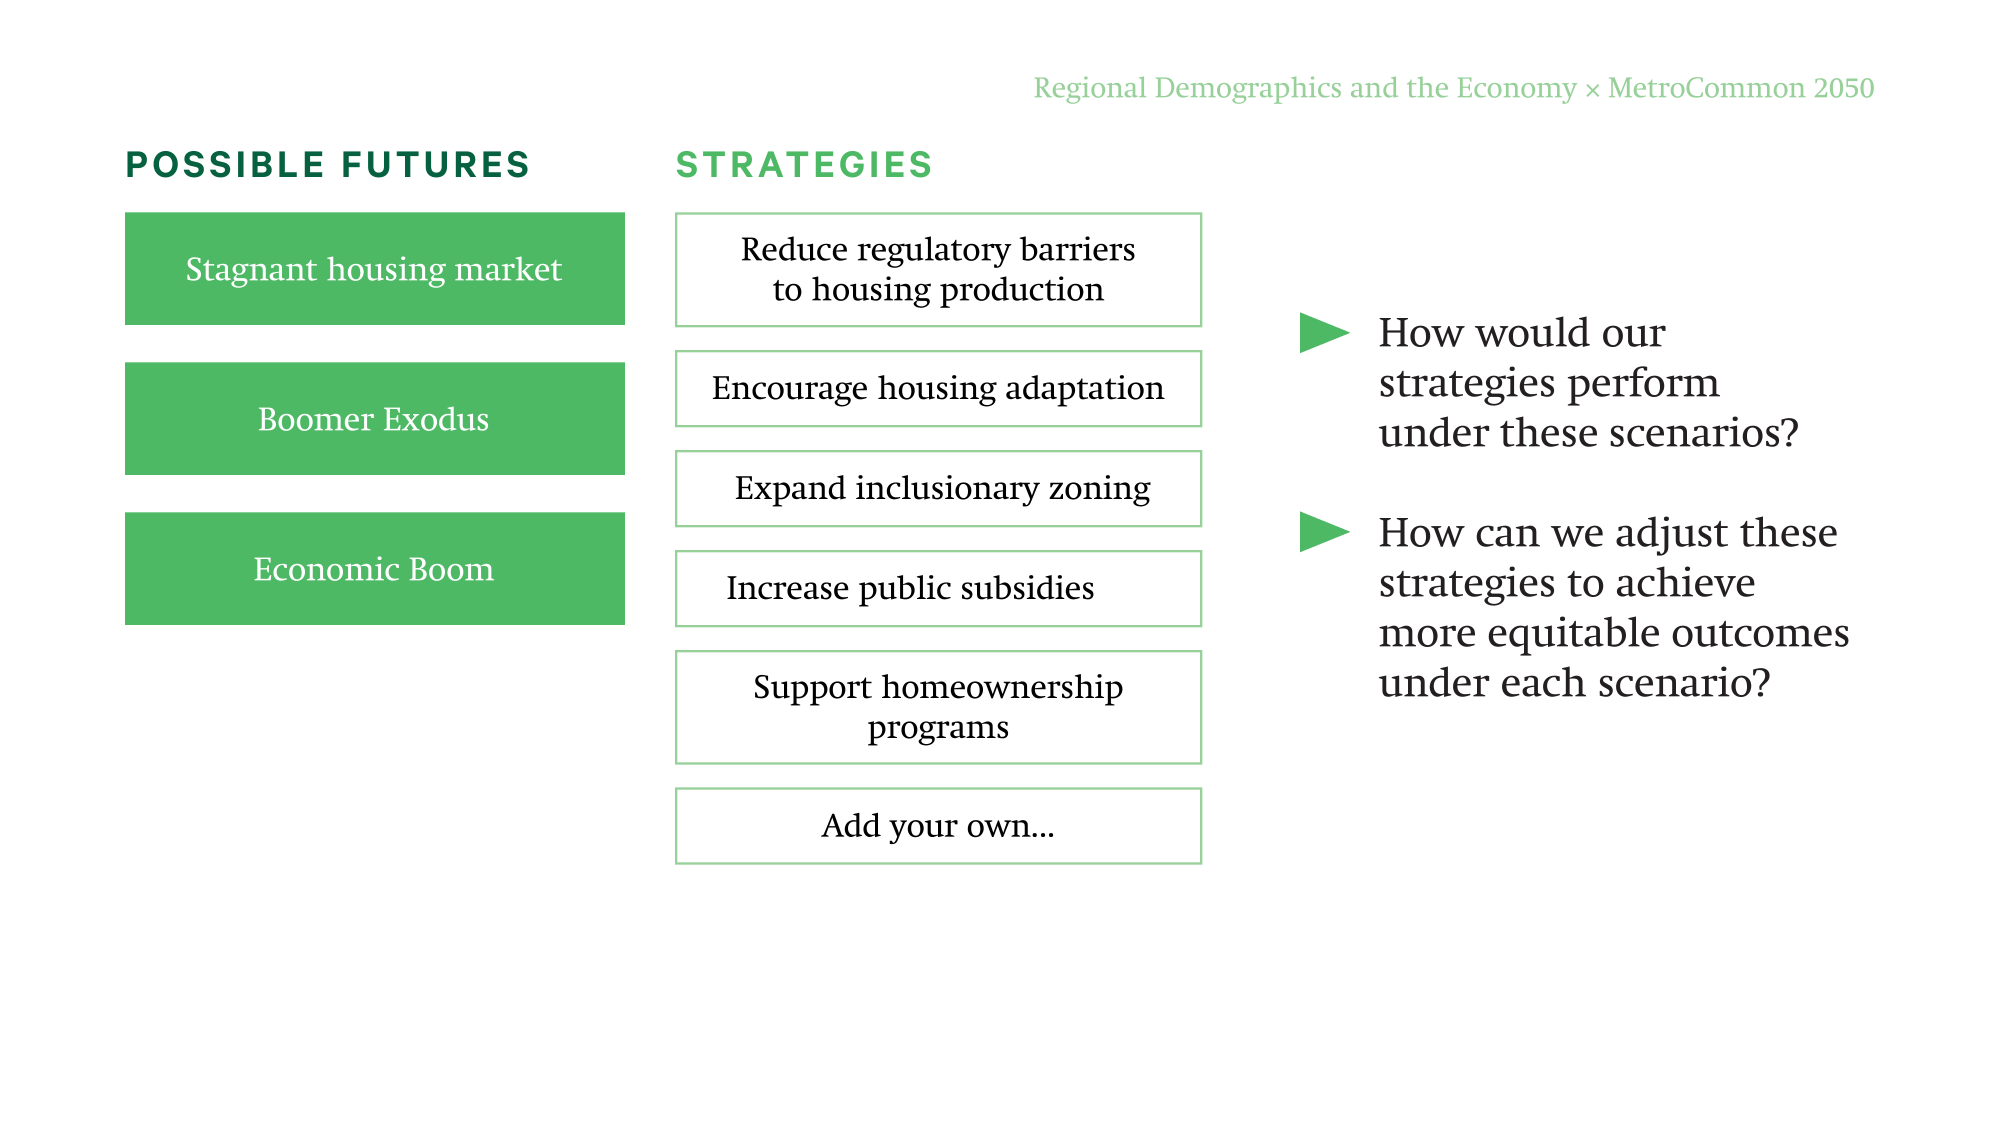 Regional Demographics and the Economy × MetroCommon 2050
POSSIBLE FUTURES
Stagnant housing market
Boomer Exodus
Economic Boom
STRATEGIES
Reduce regulatory barriers
to housing production
Encourage housing adaptation
Expand inclusionary zoning
Increase public subsidies
Support homeownership
programs
Add your own...
How would our
strategies perform
under these scenarios?
How can we adjust these
strategies to achieve
more equitable outcomes
under each scenario?